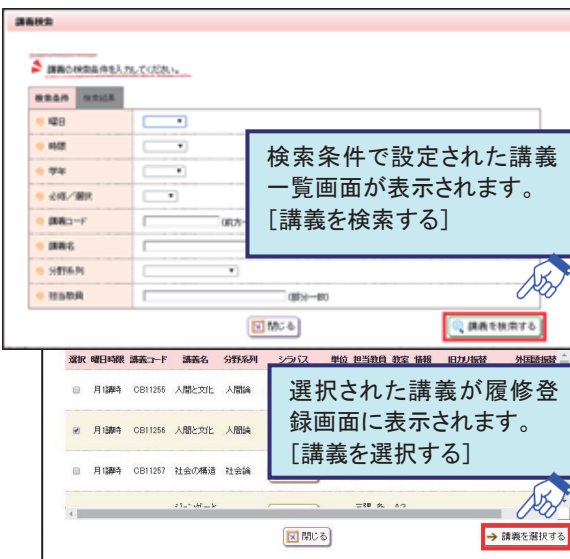 講義検索
講義の検索条件を入力してください。
検索条件 検索結果
曜日
時限
学年
必修／選択
講義コード
講義名
分野系列
担当教員 (部分一致)
検索条件で設定された講義
一覧画面が表示されます。
[講義を検索する]
閉じる 講義を検索する
選択 曜日時限 講義コード 講義名 分野系列 シラバス 単位 担当教員 教室 情報 旧カリ振替 外国語振替
月1講時 CB11255 人間と文化 人間論
月1講時 CB11256 人間と文化 人間論
月1講時 CB11257 社会の構造 社会論
選択された講義が履修登
録画面に表示されます。
[講義を選択する]
閉じる 講義を選択する